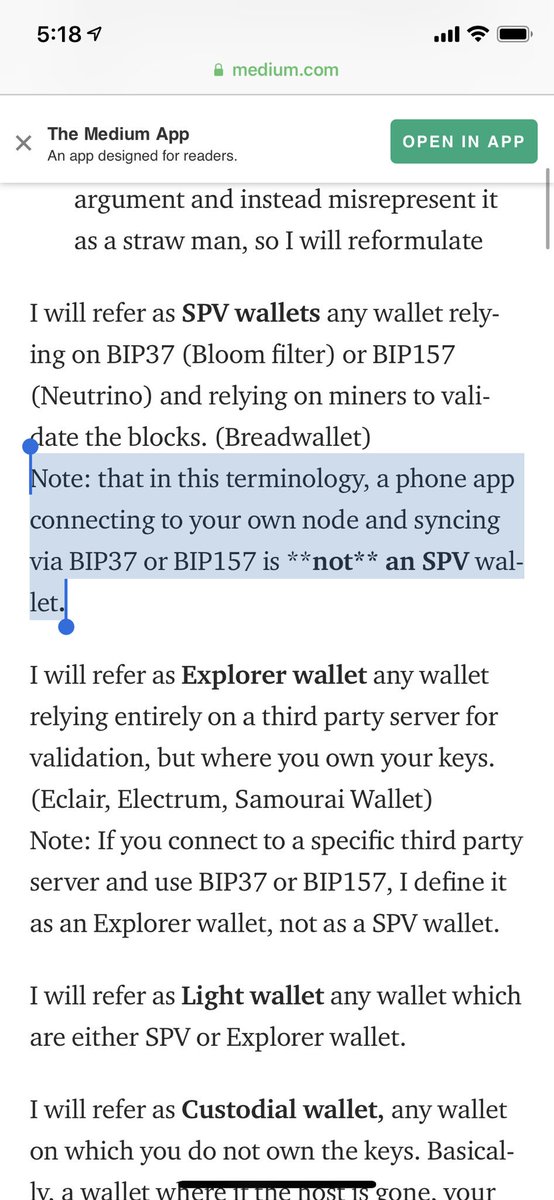 5:18
medium.com
The Medium App
An app designed for readers.
OPEN IN APP
argument and instead misrepresent it
as a straw man, so I will reformulate
I will refer as SPV wallets any wallet rely-
ing on BIP37 (Bloom filter) or BIP157
(Neutrino) and relying on miners to vali-
date the blocks. (Breadwallet)
Note: that in this terminology, a phone app
connecting to your own node and syncing
via BIP37 or BIP157 is **not** an SPV wal-
let.
I will refer as Explorer wallet any wallet
relying entirely on a third party server for
validation, but where you own your keys.
(Eclair, Electrum, Samourai Wallet)
Note: If you connect to a specific third party
server and use BIP37 or BIP157, I define it
as an Explorer wallet, not as a SPV wallet.
I will refer as Light wallet any wallet which
are either SPV or Explorer wallet.
I will refer as Custodial wallet, any wallet
on which you do not own the keys. Basical-
ly, a wallet where if the host is gone, your